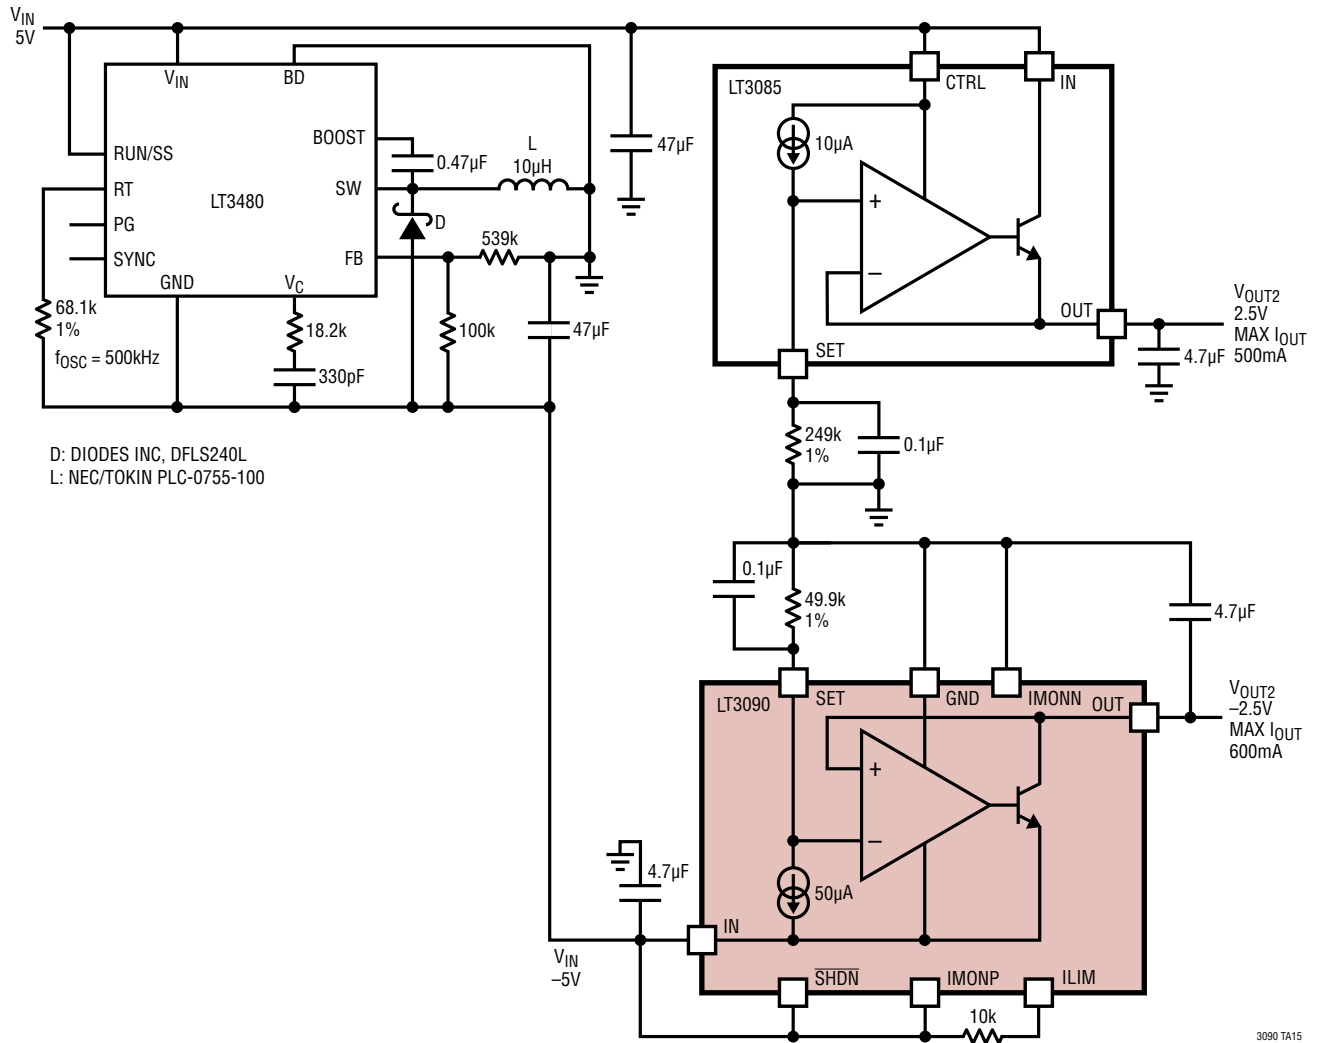 VIN
5V
VIN
BD
BOOST
RUN/SS
RT
LT3480
SW
PG
SYNC
FB
GND
VC
0.47µF
L
10µH
D
539k
47µF
68.1k
1%
fOSC = 500kHz
18.2k
330pF
100k
47µF
D: DIODES INC, DFLS240L
L: NEC/TOKIN PLC-0755-100
LT3085
CTRL
IN
10µA
+
–
OUT
SET
VOUT2
2.5V
MAX IOUT
500mA
4.7µF
249k
1%
0.1µF
0.1µF
49.9k
1%
4.7µF
LT3090
SET
GND
IMONN
OUT
VOUT2
–2.5V
MAX IOUT
600mA
+
–
50µA
4.7µF
IN
VIN
–5V
SHDN
IMONP
ILIM
10k
3090 TA15